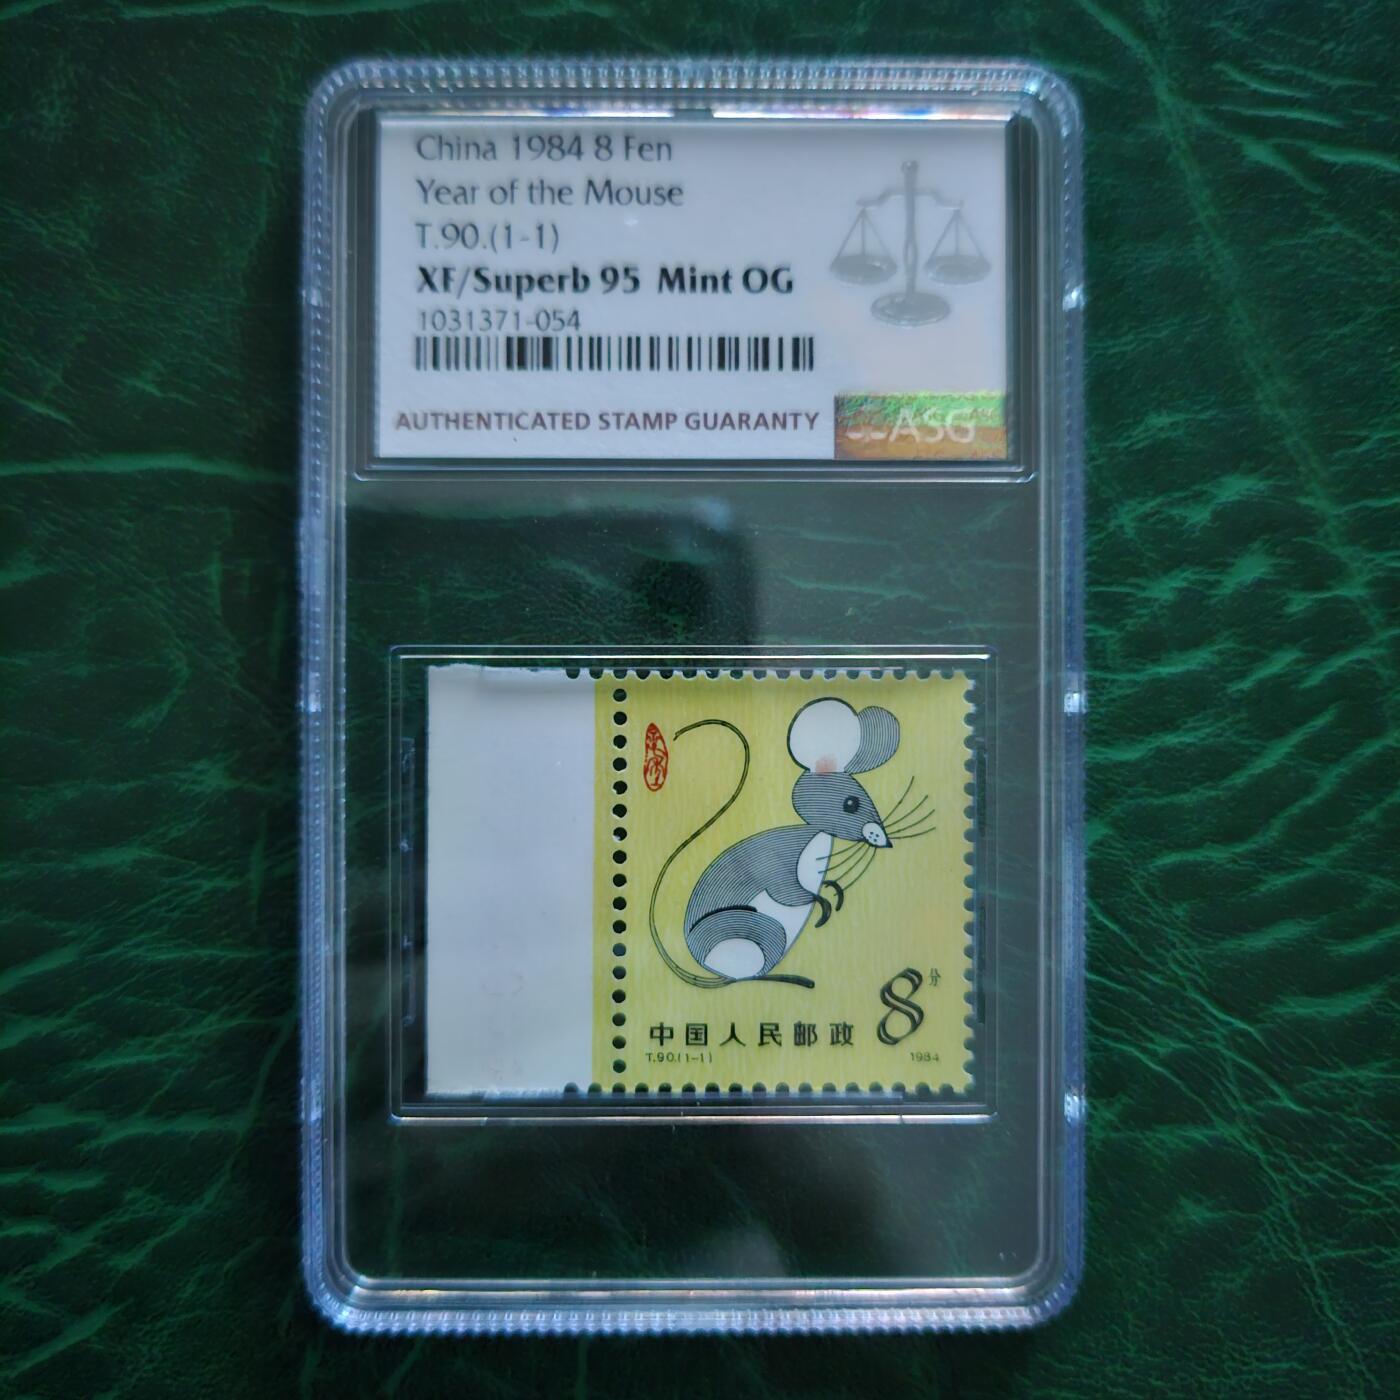 China 1984 8 Fen
Year of the Mouse
T.90.(1-1)
XF/Superb 95 Mint OG
1031371-054
AUTHENTICATED STAMP GUARANTY
ASG
8分
中国人民邮政
T.90.(1-1) 1984